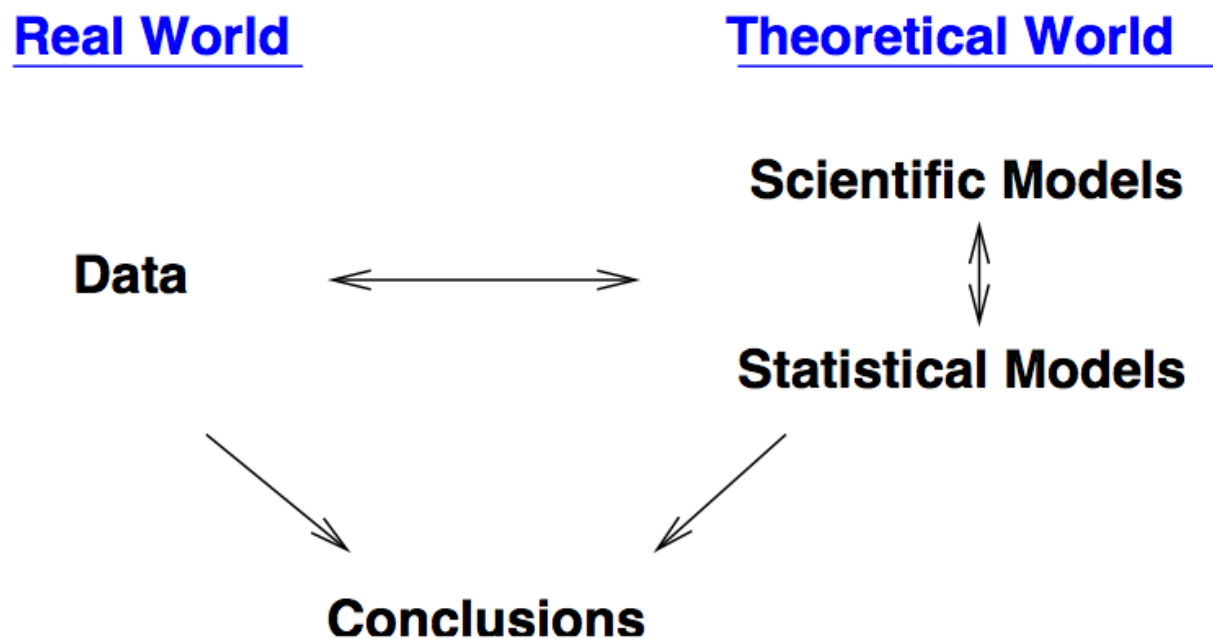 Real World
Theoretical World
Scientific Models
Data
Statistical Models
Conclusions